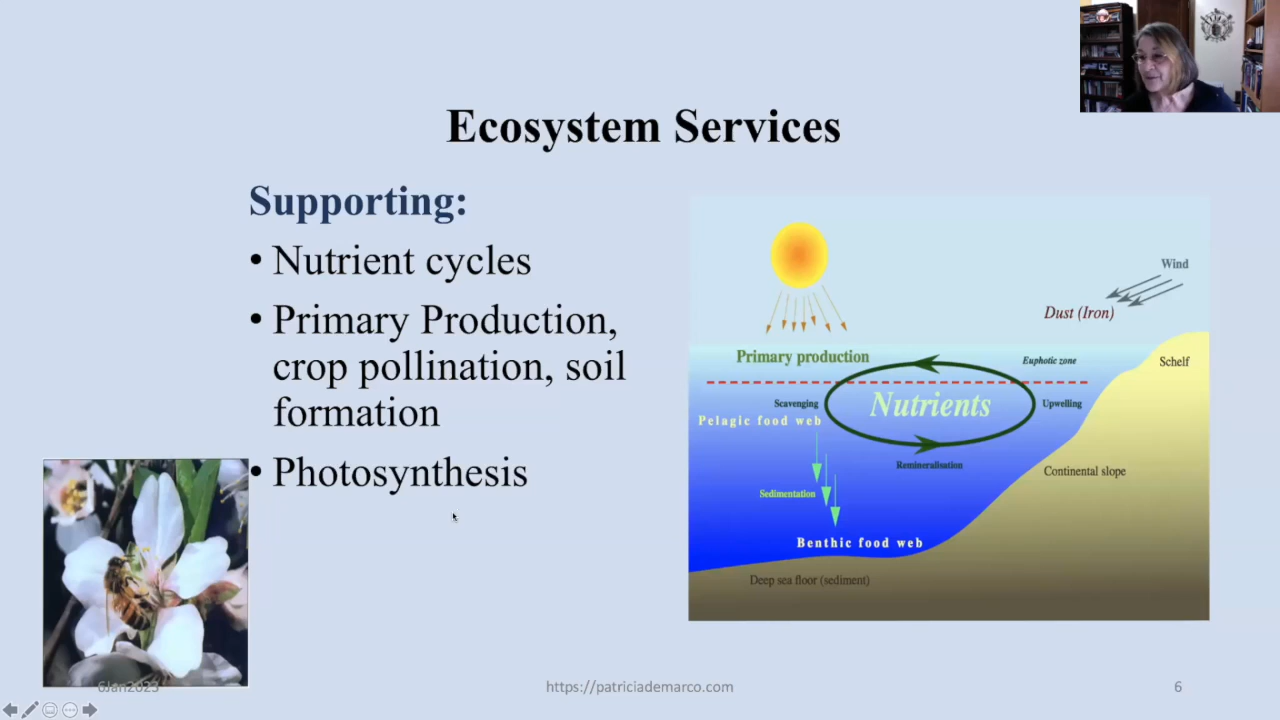 Ecosystem Services
Supporting:
• Nutrient cycles
• Primary Production,
crop pollination, soil
formation
• Photosynthesis
Wind
Dust (Iron)
Primary production
Euphotic zone
Schelf
Scavenging
Nutrients
Upwelling
Pelagic food web
Remineralisation
Continental slope
Sedimentation
Benthic food web
Deep sea floor (sediment)
6Jan2023
https://patriciademarco.com
6